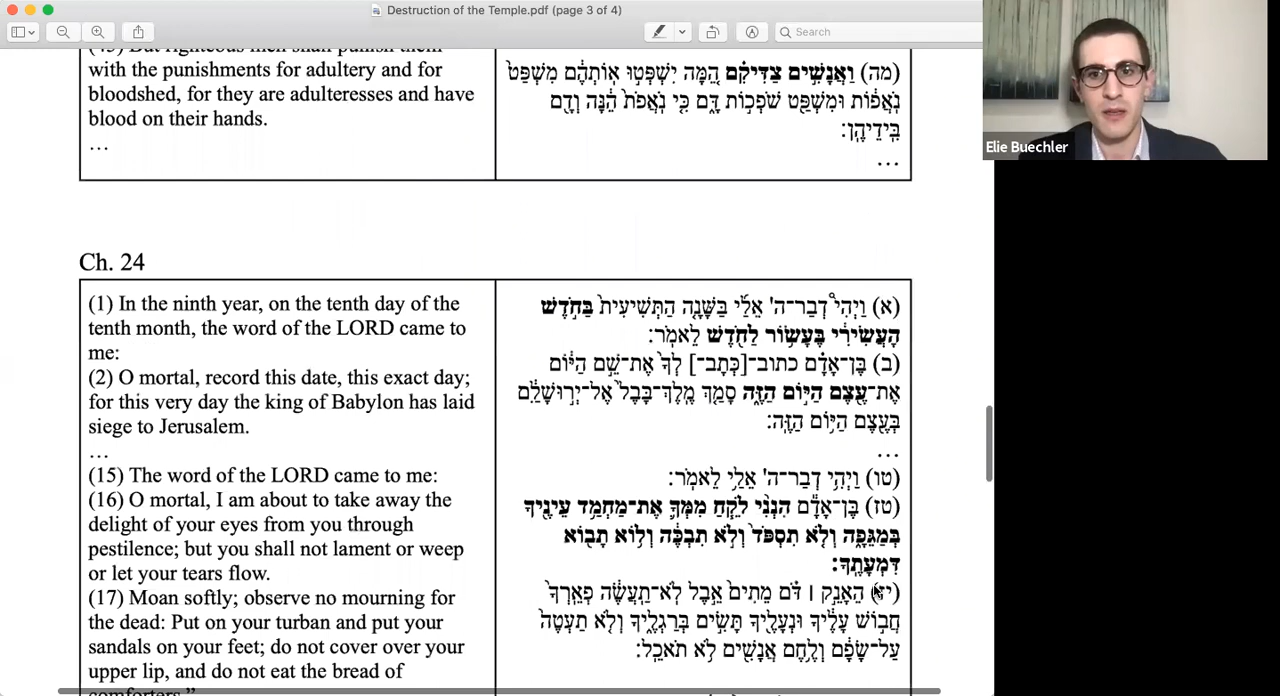 Destruction of the Temple.pdf (page 3 of 4)
Search
Elie Buechler
(45) But righteous men shall punish them
with the punishments for adultery and for
bloodshed, for they are adulteresses and have
blood on their hands.
…
(מה) וַאֲנָשִׁ֣ים צַדִּיקִ֗ם הֵ֚מָּה יִשְׁפְּט֣וּ אֽוֹתְהֶ֔ם מִשְׁפַּט֙
נֹֽאֲפ֔וֹת וּמִשְׁפַּ֖ט שֹׁפְכ֣וֹת דָּ֑ם כִּ֤י נֹֽאֲפֹת֙ הֵ֔נָּה וְדָ֖ם
בִּֽידֵיהֶֽן׃
…
Ch. 24
(1) In the ninth year, on the tenth day of the
tenth month, the word of the LORD came to
me:
(2) O mortal, record this date, this exact day;
for this very day the king of Babylon has laid
siege to Jerusalem.
…
(15) The word of the LORD came to me:
(16) O mortal, I am about to take away the
delight of your eyes from you through
pestilence; but you shall not lament or weep
or let your tears flow.
(17) Moan softly; observe no mourning for
the dead: Put on your turban and put your
sandals on your feet; do not cover over your
upper lip, and do not eat the bread of
comforters.”
(א) וַיְהִי֩ דְבַר־ה' אֵלַ֜י בַּשָּׁנָ֤ה הַתְּשִׁיעִית֙ בַּחֹ֣דֶשׁ
הָעֲשִׂירִ֔י בֶּעָשׂ֥וֹר לַחֹ֖דֶשׁ לֵאמֹֽר׃
(ב) בֶּן־אָדָ֗ם כתוב־[כְּתָב־] לְךָ֙ אֶת־שֵׁ֣ם הַיּ֔וֹם
אֶת־עֶ֖צֶם הַיּ֣וֹם הַזֶּ֑ה סָמַ֤ךְ מֶֽלֶךְ־בָּבֶל֙ אֶל־יְר֣וּשָׁלִַ֔ם
בְּעֶ֖צֶם הַיּ֥וֹם הַזֶּֽה׃
…
(טו) וַיְהִ֥י דְבַר־ה' אֵלַ֥י לֵאמֹֽר׃
(טז) בֶּן־אָדָ֕ם הִנְנִ֨י לֹקֵ֧חַ מִמְּךָ֛ אֶת־מַחְמַ֥ד עֵינֶ֖יךָ
בְּמַגֵּפָ֑ה וְלֹ֤א תִסְפֹּד֙ וְלֹ֣א תִבְכֶּ֔ה וְל֥וֹא תָב֖וֹא
דִּמְעָתֶֽךָ׃
(יז) הֵאָנֵ֣ק ׀ דֹּ֗ם מֵתִים֙ אֵ֣בֶל לֹֽא־תַֽעֲשֶׂ֔ה פְאֵֽרְךָ֙
חֲב֣וֹשׁ עָלֶ֔יךָ וּנְעָלֶ֖יךָ תָּשִׂ֣ים בְּרַגְלֶ֑יךָ וְלֹ֤א תַעְטֶה֙
עַל־שָׂפָ֔ם וְלֶ֥חֶם אֲנָשִׁ֖ים לֹ֥א תֹאכֵֽל׃